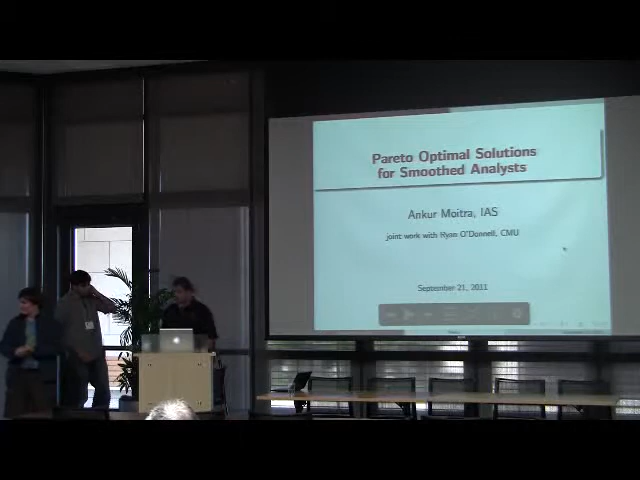 Pareto Optimal Solutions
for Smoothed Analysts
Ankur Moitra, IAS
joint work with Ryan O'Donnell, CMU
September 21, 2011